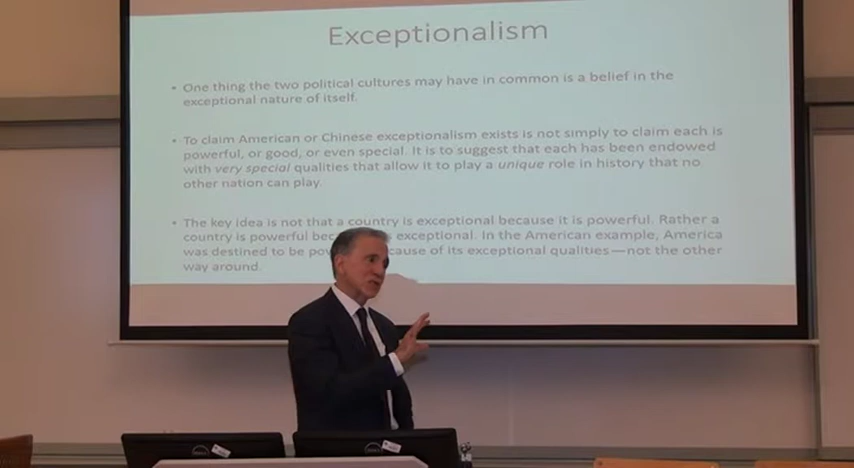 Exceptionalism
• One thing the two political cultures may have in common is a belief in the
exceptional nature of itself.
• To claim American or Chinese exceptionalism exists is not simply to claim each is
powerful, or good, or even special. It is to suggest that each has been endowed
with very special qualities that allow it to play a unique role in history that no
other nation can play.
• The key idea is not that a country is exceptional because it is powerful. Rather a
country is powerful exceptional. In the American example, America
was destined to be of its exceptional qualities—not the other
way around.
DELL
DELL